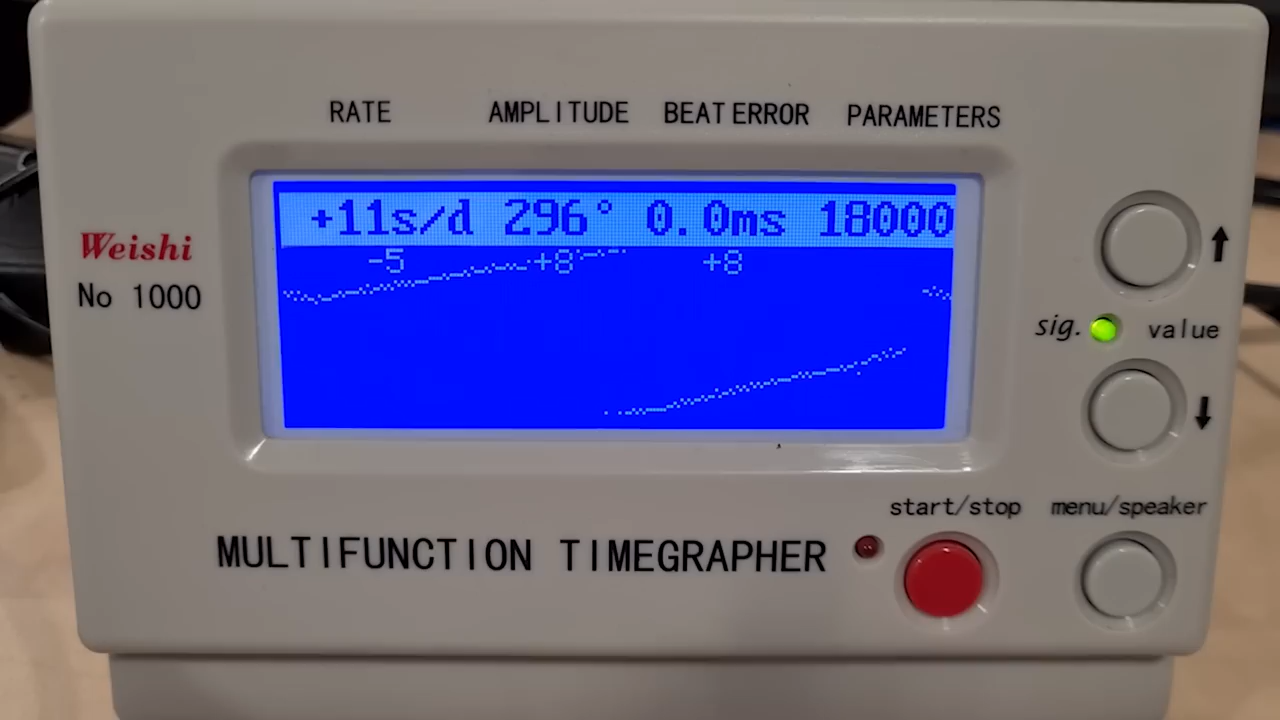 RATE AMPLITUDE BEAT ERROR PARAMETERS
+11s/d 296° 0.0ms 18000
-5 +8 +8
Weishi
No 1000
sig. value
start/stop menu/speaker
MULTIFUNCTION TIMEGRAPHER